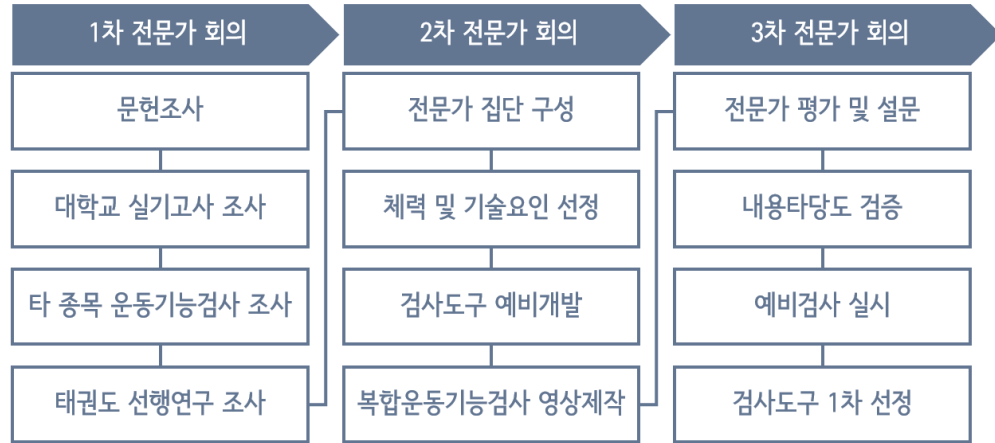 1차 전문가 회의
문헌조사
대학교 실기고사 조사
타 종목 운동기능검사 조사
태권도 선행연구 조사
2차 전문가 회의
전문가 집단 구성
체력 및 기술요인 선정
검사도구 예비개발
복합운동기능검사 영상제작
3차 전문가 회의
전문가 평가 및 설문
내용타당도 검증
예비검사 실시
검사도구 1차 선정